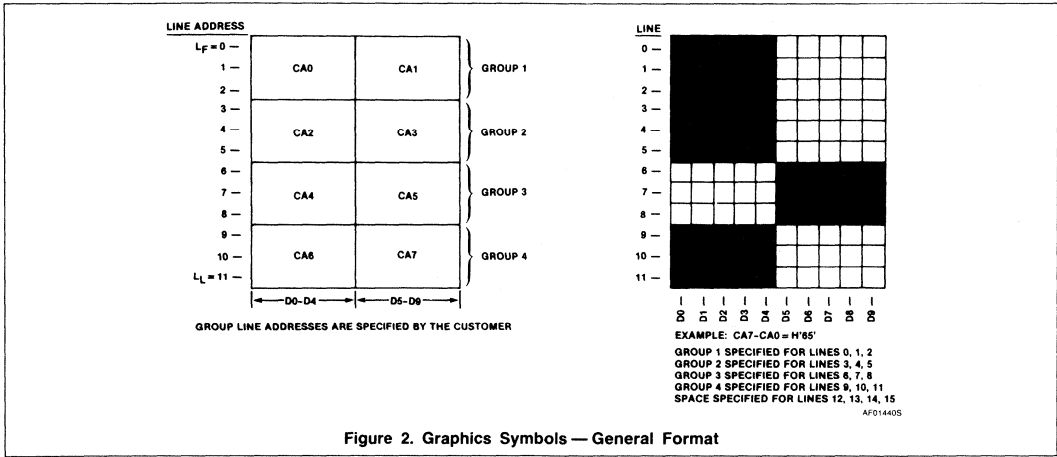 LINE ADDRESS
LF = 0 —
1 —
2 —
3 —
4 —
5 —
6 —
7 —
8 —
9 —
10 —
LL = 11 —
CA0 CA1
CA2 CA3
CA4 CA5
CA6 CA7
GROUP 1
GROUP 2
GROUP 3
GROUP 4
D0-D4 D5-D9
GROUP LINE ADDRESSES ARE SPECIFIED BY THE CUSTOMER
LINE
0 —
1 —
2 —
3 —
4 —
5 —
6 —
7 —
8 —
9 —
10 —
11 —
D0 — D1 — D2 — D3 — D4 — D5 — D6 — D7 — D8 — D9 —
EXAMPLE: CA7-CA0 = H'65'
GROUP 1 SPECIFIED FOR LINES 0, 1, 2
GROUP 2 SPECIFIED FOR LINES 3, 4, 5
GROUP 3 SPECIFIED FOR LINES 6, 7, 8
GROUP 4 SPECIFIED FOR LINES 9, 10, 11
SPACE SPECIFIED FOR LINES 12, 13, 14, 15
AF01440S
Figure 2. Graphics Symbols — General Format